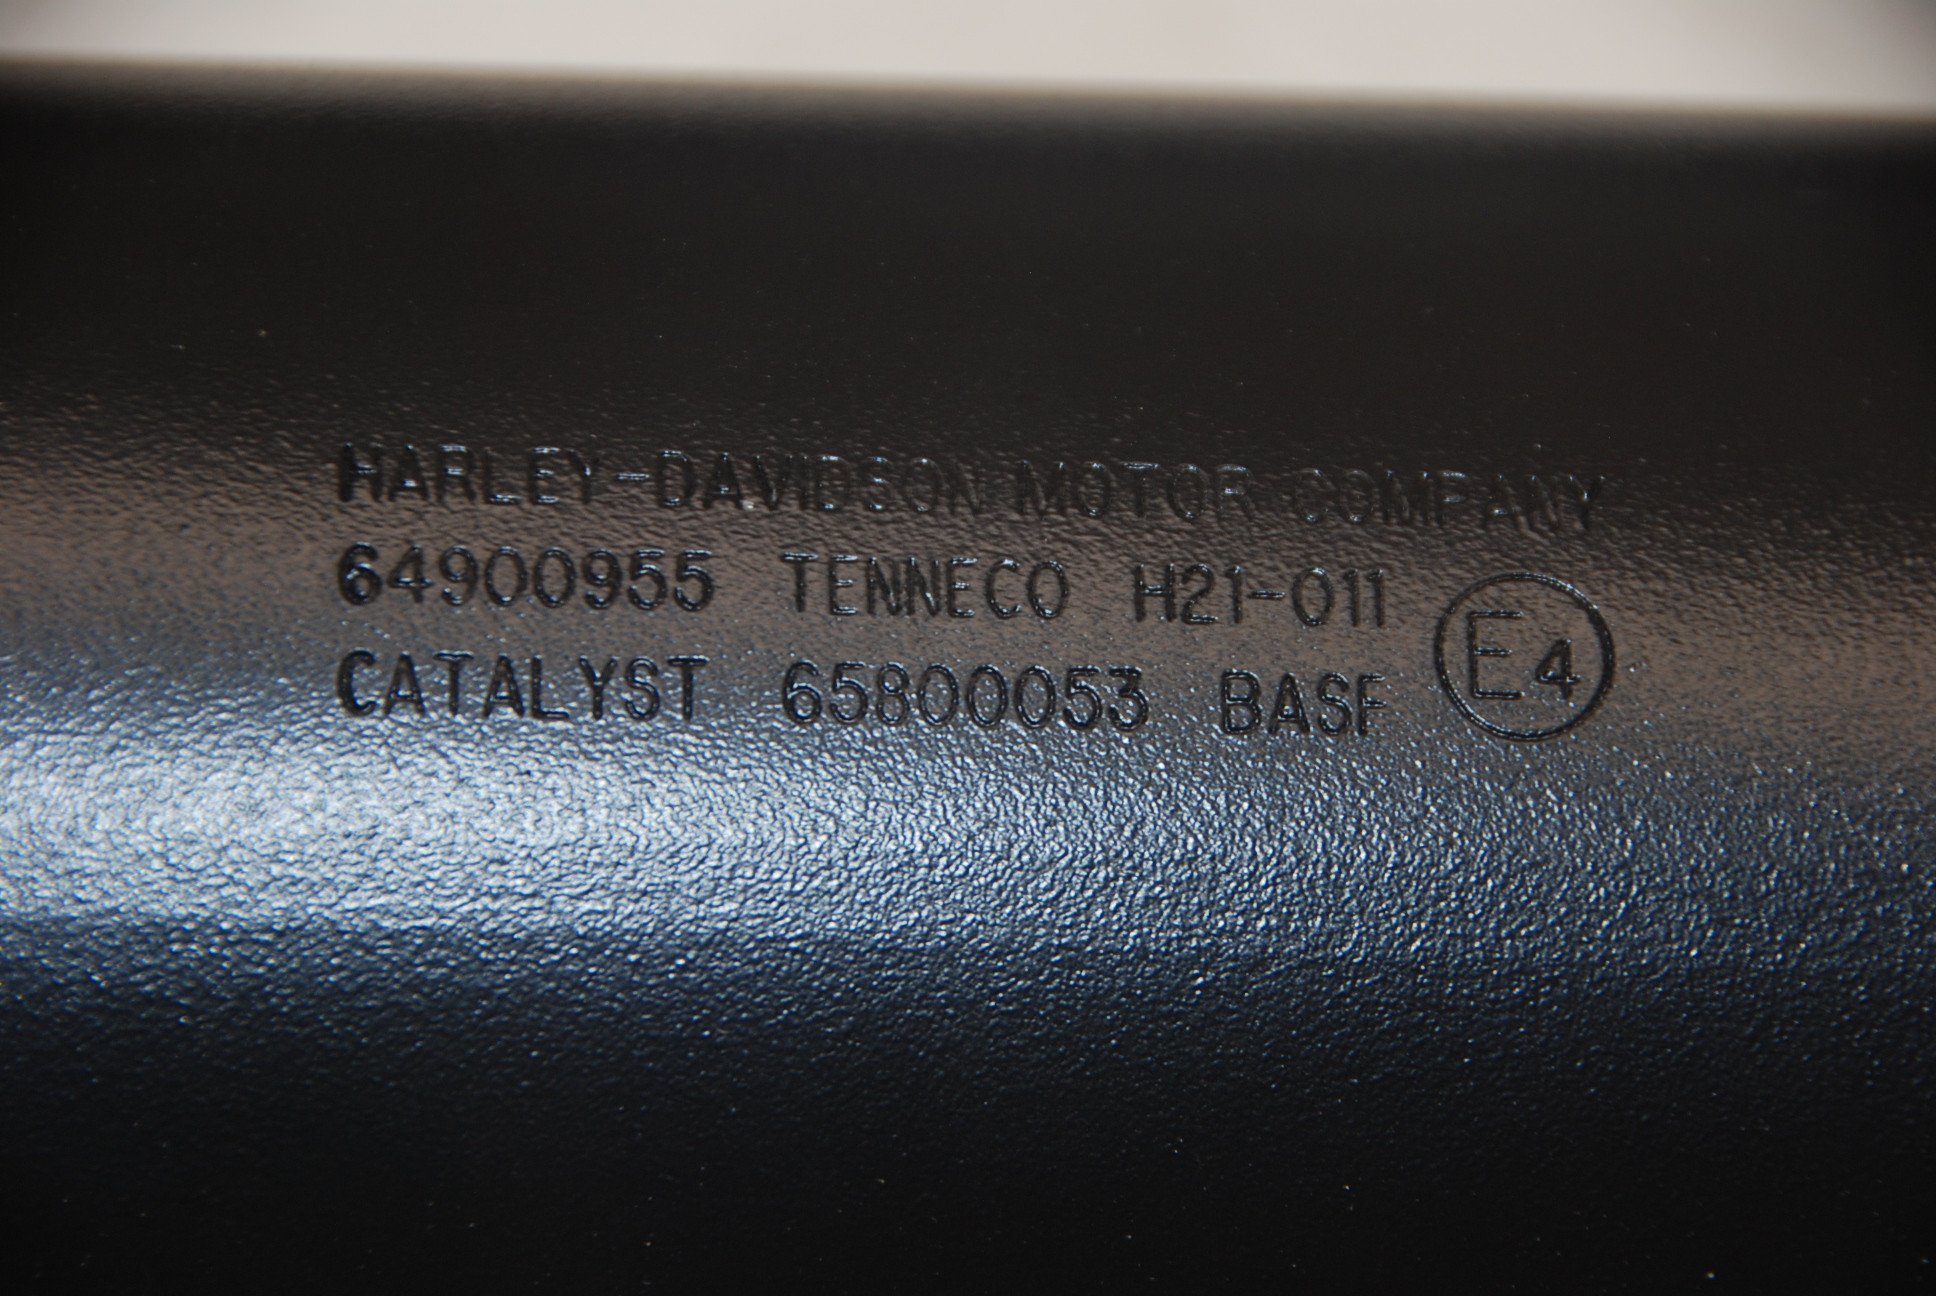 HARLEY-DAVIDSON MOTOR COMPANY
64900955 TENNECO H21-011
CATALYST 65800053 BASF
E4